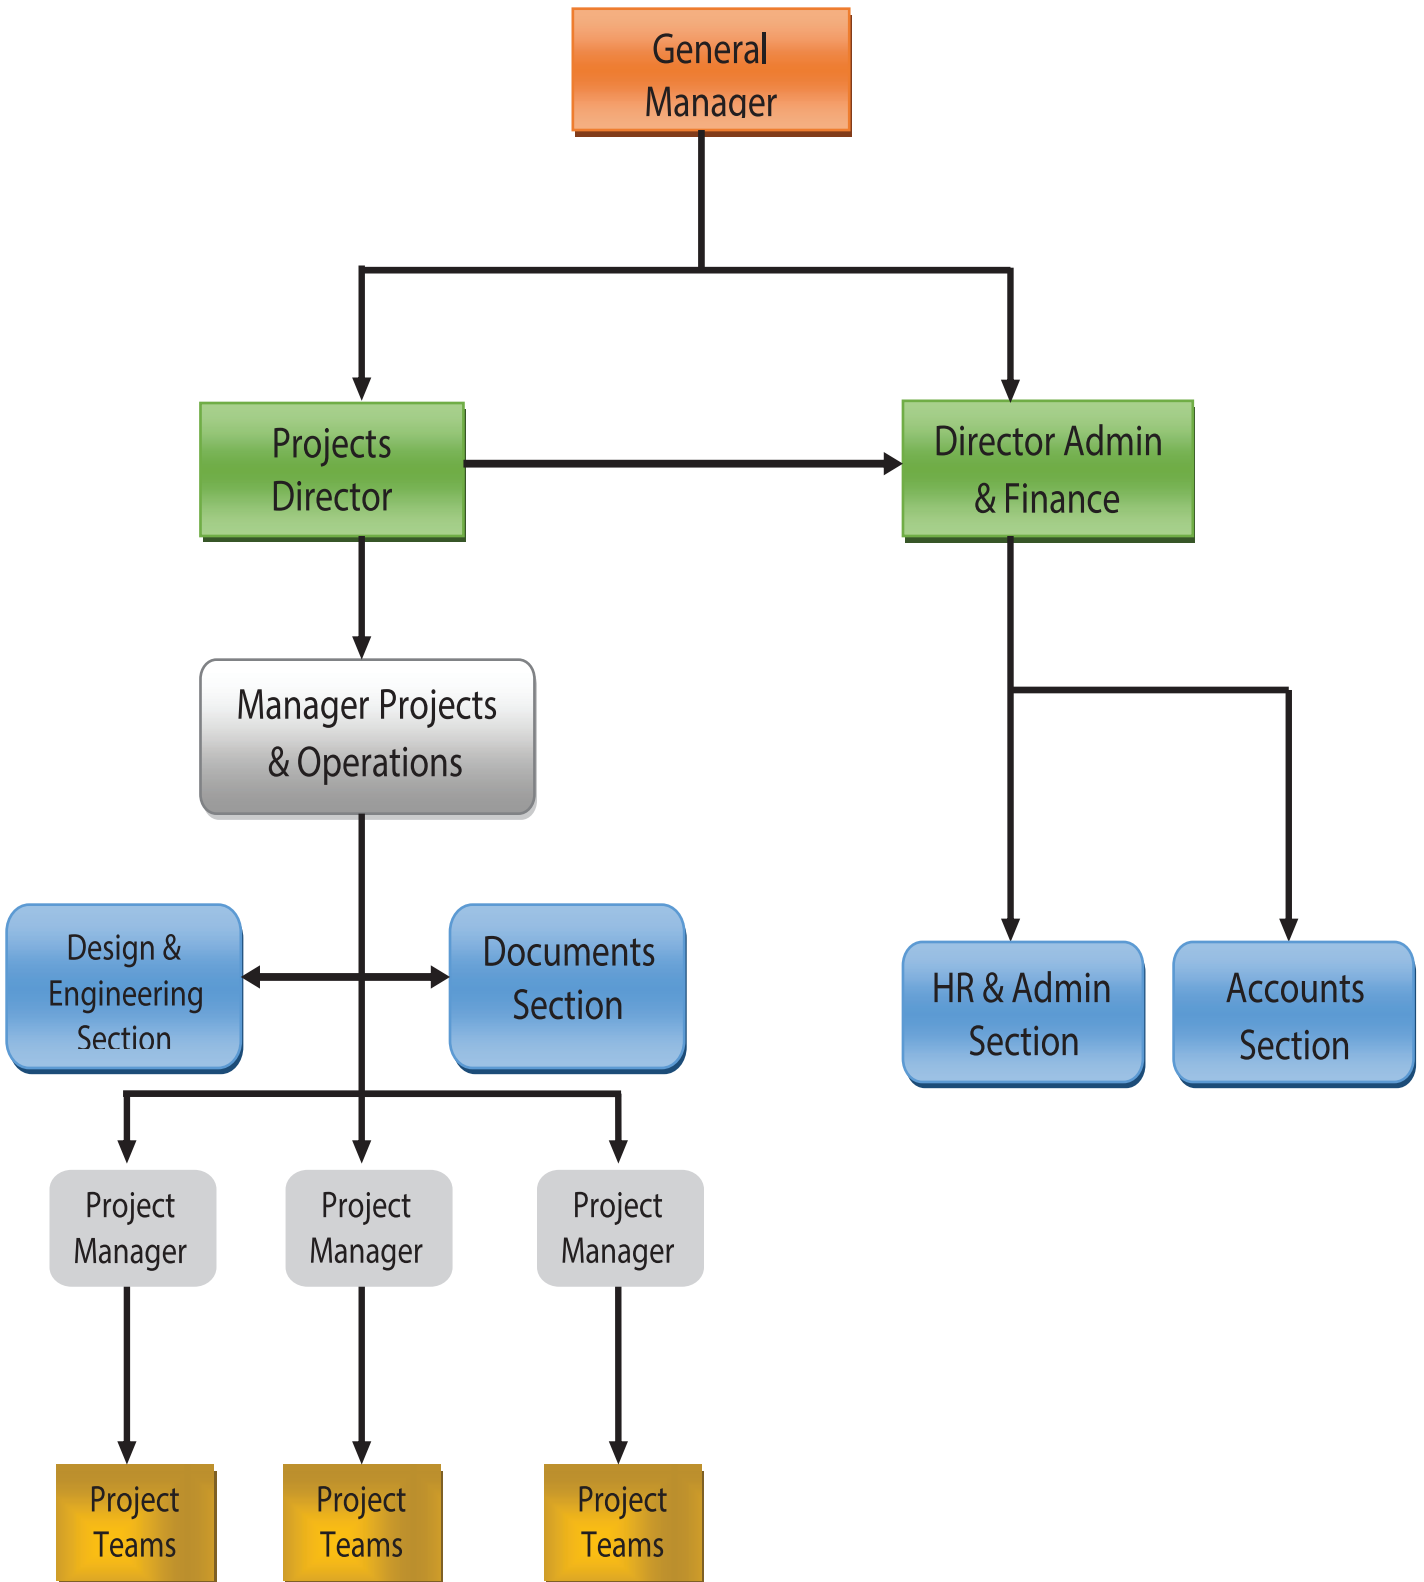 General
Manager
Projects
Director
Director Admin
& Finance
Manager Projects
& Operations
Design &
Engineering
Section
Documents
Section
HR & Admin
Section
Accounts
Section
Project
Manager
Project
Manager
Project
Manager
Project
Teams
Project
Teams
Project
Teams